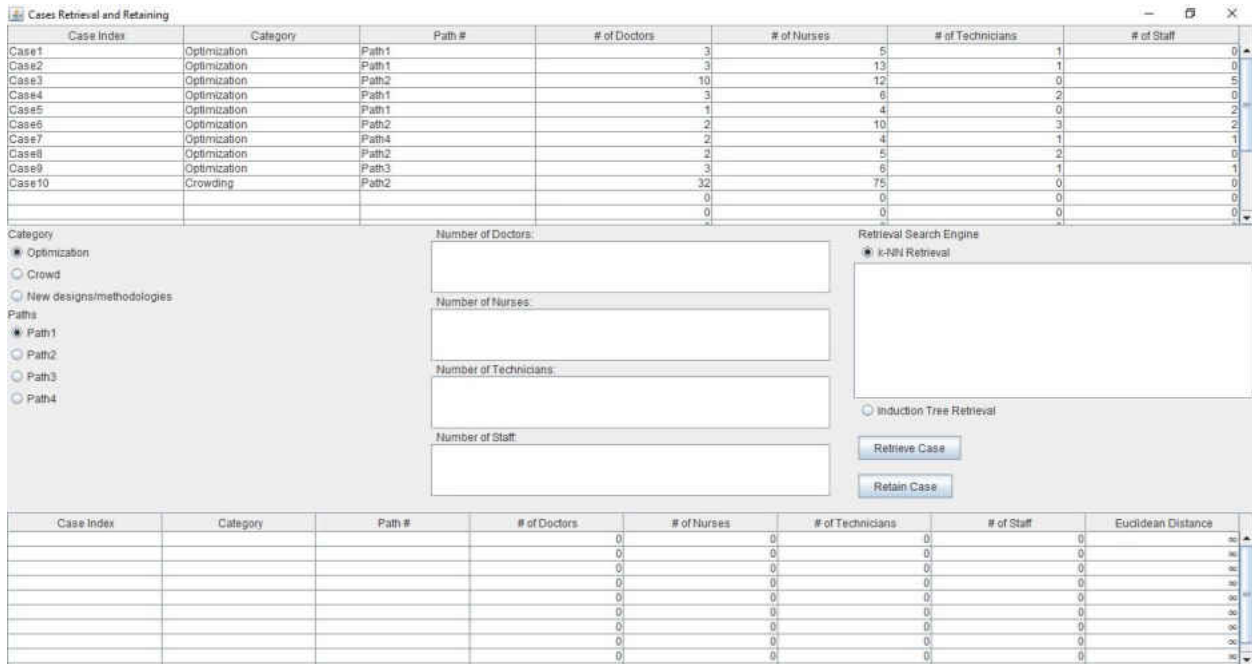 Cases Retrieval and Retaining
Case Index Category Path # # of Doctors # of Nurses # of Technicians # of Staff
Case1 Optimization Path1 3 5 1 0
Case2 Optimization Path1 3 13 1 0
Case3 Optimization Path2 10 12 0 5
Case4 Optimization Path1 3 6 2 0
Case5 Optimization Path1 1 4 0 2
Case6 Optimization Path2 2 10 3 2
Case7 Optimization Path4 2 4 1 1
Case8 Optimization Path2 2 5 2 0
Case9 Optimization Path3 3 6 1 1
Case10 Crowding Path2 32 75 0 0
0 0 0 0
0 0 0 0
Category
Optimization
Crowd
New designs/methodologies
Paths
Path1
Path2
Path3
Path4
Number of Doctors:
Number of Nurses:
Number of Technicians:
Number of Staff:
Retrieval Search Engine
k-NN Retrieval
Induction Tree Retrieval
Retrieve Case
Retain Case
Case Index Category Path # # of Doctors # of Nurses # of Technicians # of Staff Euclidean Distance
0 0 0 0 ∞
0 0 0 0 ∞
0 0 0 0 ∞
0 0 0 0 ∞
0 0 0 0 ∞
0 0 0 0 ∞
0 0 0 0 ∞
0 0 0 0 ∞
0 0 0 0 ∞